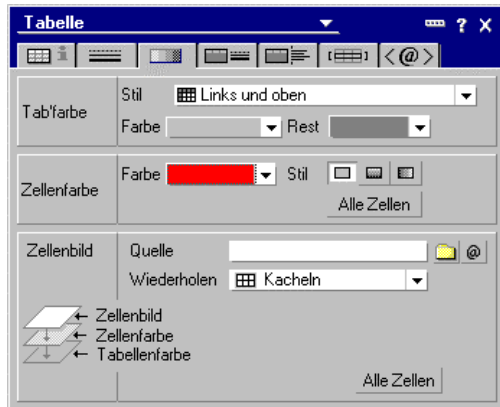 Tabelle ? X
i <@>
Tab'farbe
Stil Links und oben
Farbe Rest
Zellenfarbe
Farbe Stil
Alle Zellen
Zellenbild
Quelle @
Wiederholen Kacheln
← Zellenbild
← Zellenfarbe
← Tabellenfarbe
Alle Zellen